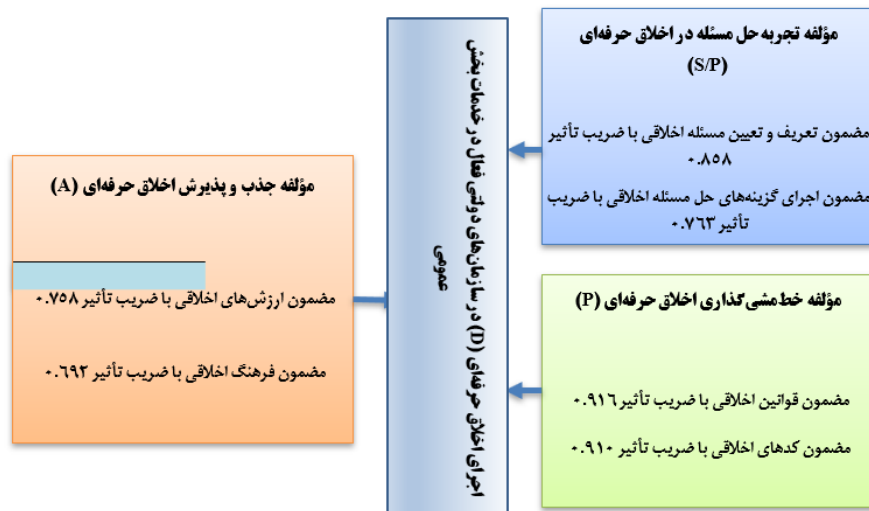 مؤلفه تجربه حل مسئله در اخلاق حرفه‌ای
(S/P)
مضمون تعریف و تعیین مسئله اخلاقی با ضریب تأثیر
۰.۸۵۸
مضمون اجرای گزینه‌های حل مسئله اخلاقی با ضریب
تأثیر ۰.۷۶۳
مؤلفه خط‌مشی‌گذاری اخلاق حرفه‌ای (P)
مضمون قوانین اخلاقی با ضریب تأثیر ۰.۹۱۶
مضمون کدهای اخلاقی با ضریب تأثیر ۰.۹۱۰
اجرای اخلاق حرفه‌ای (D) در سازمان‌های دولتی فعال در خدمات بخش
عمومی
مؤلفه جذب و پذیرش اخلاق حرفه‌ای (A)
مضمون ارزش‌های اخلاقی با ضریب تأثیر ۰.۷۵۸
مضمون فرهنگ اخلاقی با ضریب تأثیر ۰.۶۹۲